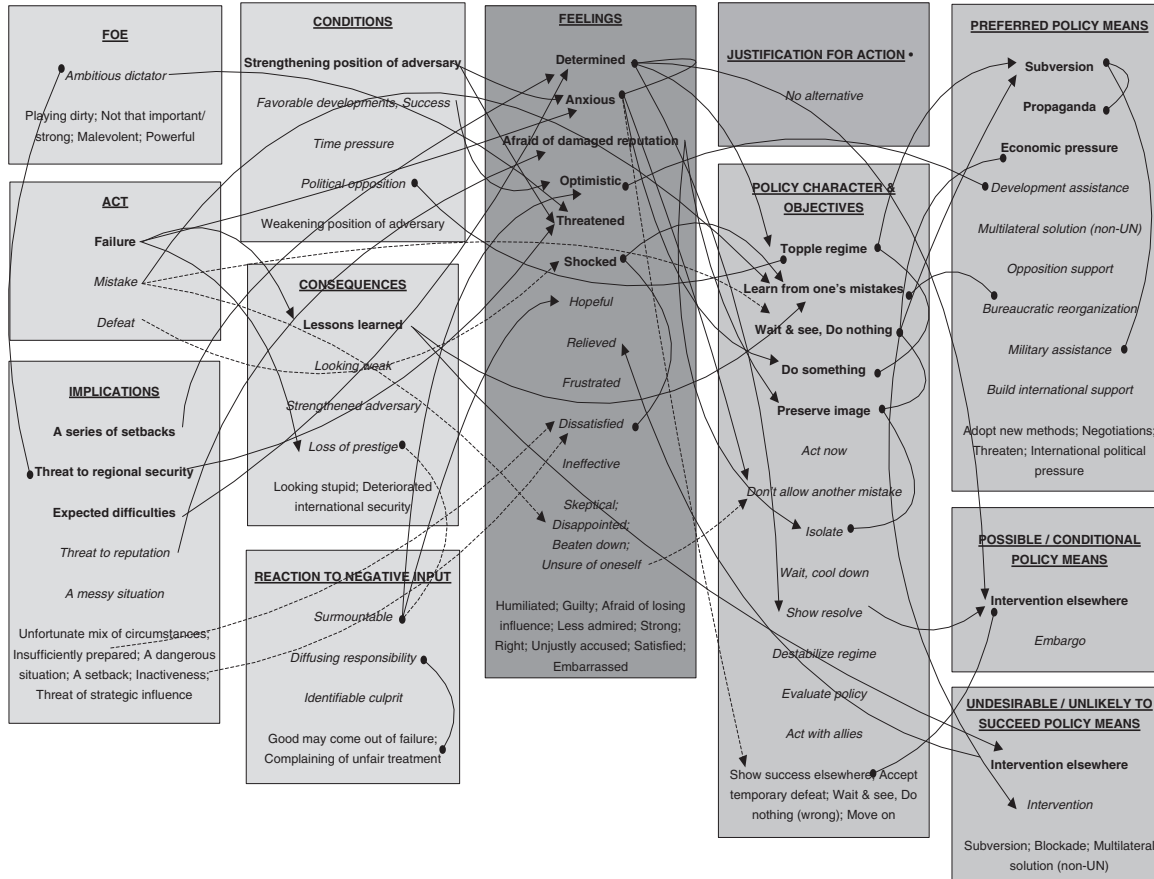 FOE
Ambitious dictator
Playing dirty; Not that important/
strong; Malevolent; Powerful
ACT
Failure
Mistake
Defeat
IMPLICATIONS
A series of setbacks
Threat to regional security
Expected difficulties
Threat to reputation
A messy situation
Unfortunate mix of circumstances;
Insufficiently prepared; A dangerous
situation; A setback; Inactiveness;
Threat of strategic influence
CONDITIONS
Strengthening position of adversary
Favorable developments, Success
Time pressure
Political opposition
Weakening position of adversary
CONSEQUENCES
Lessons learned
Looking weak
Strengthened adversary
Loss of prestige
Looking stupid; Deteriorated
international security
REACTION TO NEGATIVE INPUT
Surmountable
Diffusing responsibility
Identifiable culprit
Good may come out of failure;
Complaining of unfair treatment
FEELINGS
Determined
Anxious
Afraid of damaged reputation
Optimistic
Threatened
Shocked
Hopeful
Relieved
Frustrated
Dissatisfied
Ineffective
Skeptical;
Disappointed;
Beaten down;
Unsure of oneself
Humiliated; Guilty; Afraid of losing
influence; Less admired; Strong;
Right; Unjustly accused; Satisfied;
Embarrassed
JUSTIFICATION FOR ACTION •
No alternative
POLICY CHARACTER &
OBJECTIVES
Topple regime
Learn from one's mistakes
Wait & see, Do nothing
Do something
Preserve image
Act now
Don't allow another mistake
Isolate
Wait, cool down
Show resolve
Destabilize regime
Evaluate policy
Act with allies
Show success elsewhere; Accept
temporary defeat; Wait & see, Do
nothing (wrong); Move on
PREFERRED POLICY MEANS
Subversion
Propaganda
Economic pressure
Development assistance
Multilateral solution (non-UN)
Opposition support
Bureaucratic reorganization
Military assistance
Build international support
Adopt new methods; Negotiations;
Threaten; International political
pressure
POSSIBLE / CONDITIONAL
POLICY MEANS
Intervention elsewhere
Embargo
UNDESIRABLE / UNLIKELY TO
SUCCEED POLICY MEANS
Intervention elsewhere
Intervention
Subversion; Blockade; Multilateral
solution (non-UN)